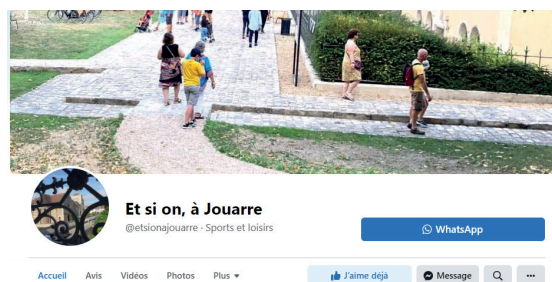 Et si on, à Jouarre
@etsionajouarre · Sports et loisirs
WhatsApp
Accueil Avis Vidéos Photos Plus J'aime déjà Message